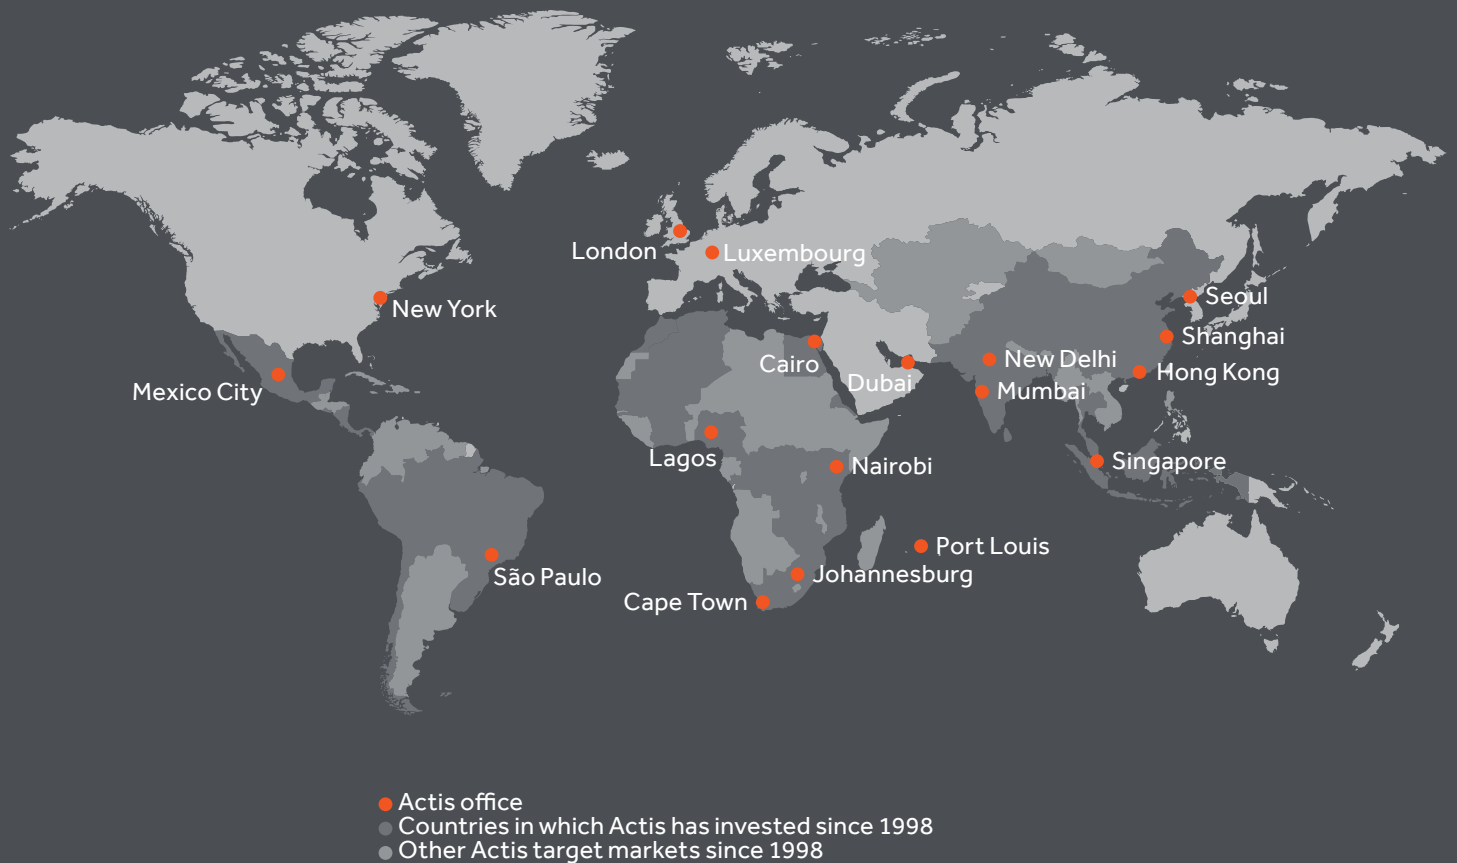 London
Luxembourg
New York
Seoul
Shanghai
Cairo
New Delhi
Hong Kong
Dubai
Mumbai
Mexico City
Lagos
Nairobi
Singapore
Port Louis
São Paulo
Johannesburg
Cape Town
Actis office
Countries in which Actis has invested since 1998
Other Actis target markets since 1998